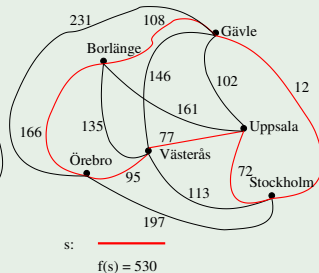 231
108
Gävle
Borlänge
146
12
102
161
166
135
77
Uppsala
Örebro
Västerås
95
72
Stockholm
113
197
s:
f(s) = 530